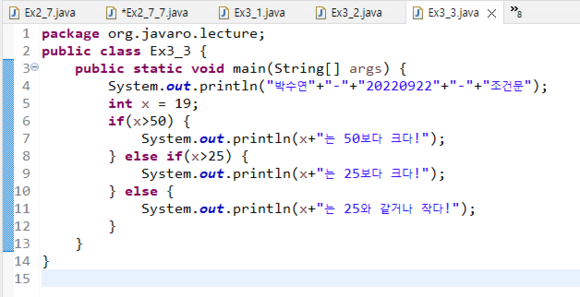 Ex2_7.java *Ex2_7_7.java Ex3_1.java Ex3_2.java Ex3_3.java »8
1 package org.javaro.lecture;
2 public class Ex3_3 {
3 public static void main(String[] args) {
4 System.out.println("박수연"+"-"+"20220922"+"-"+"조건문");
5 int x = 19;
6 if(x>50) {
7 System.out.println(x+"는 50보다 크다!");
8 } else if(x>25) {
9 System.out.println(x+"는 25보다 크다!");
10 } else {
11 System.out.println(x+"는 25와 같거나 작다!");
12 }
13 }
14 }
15